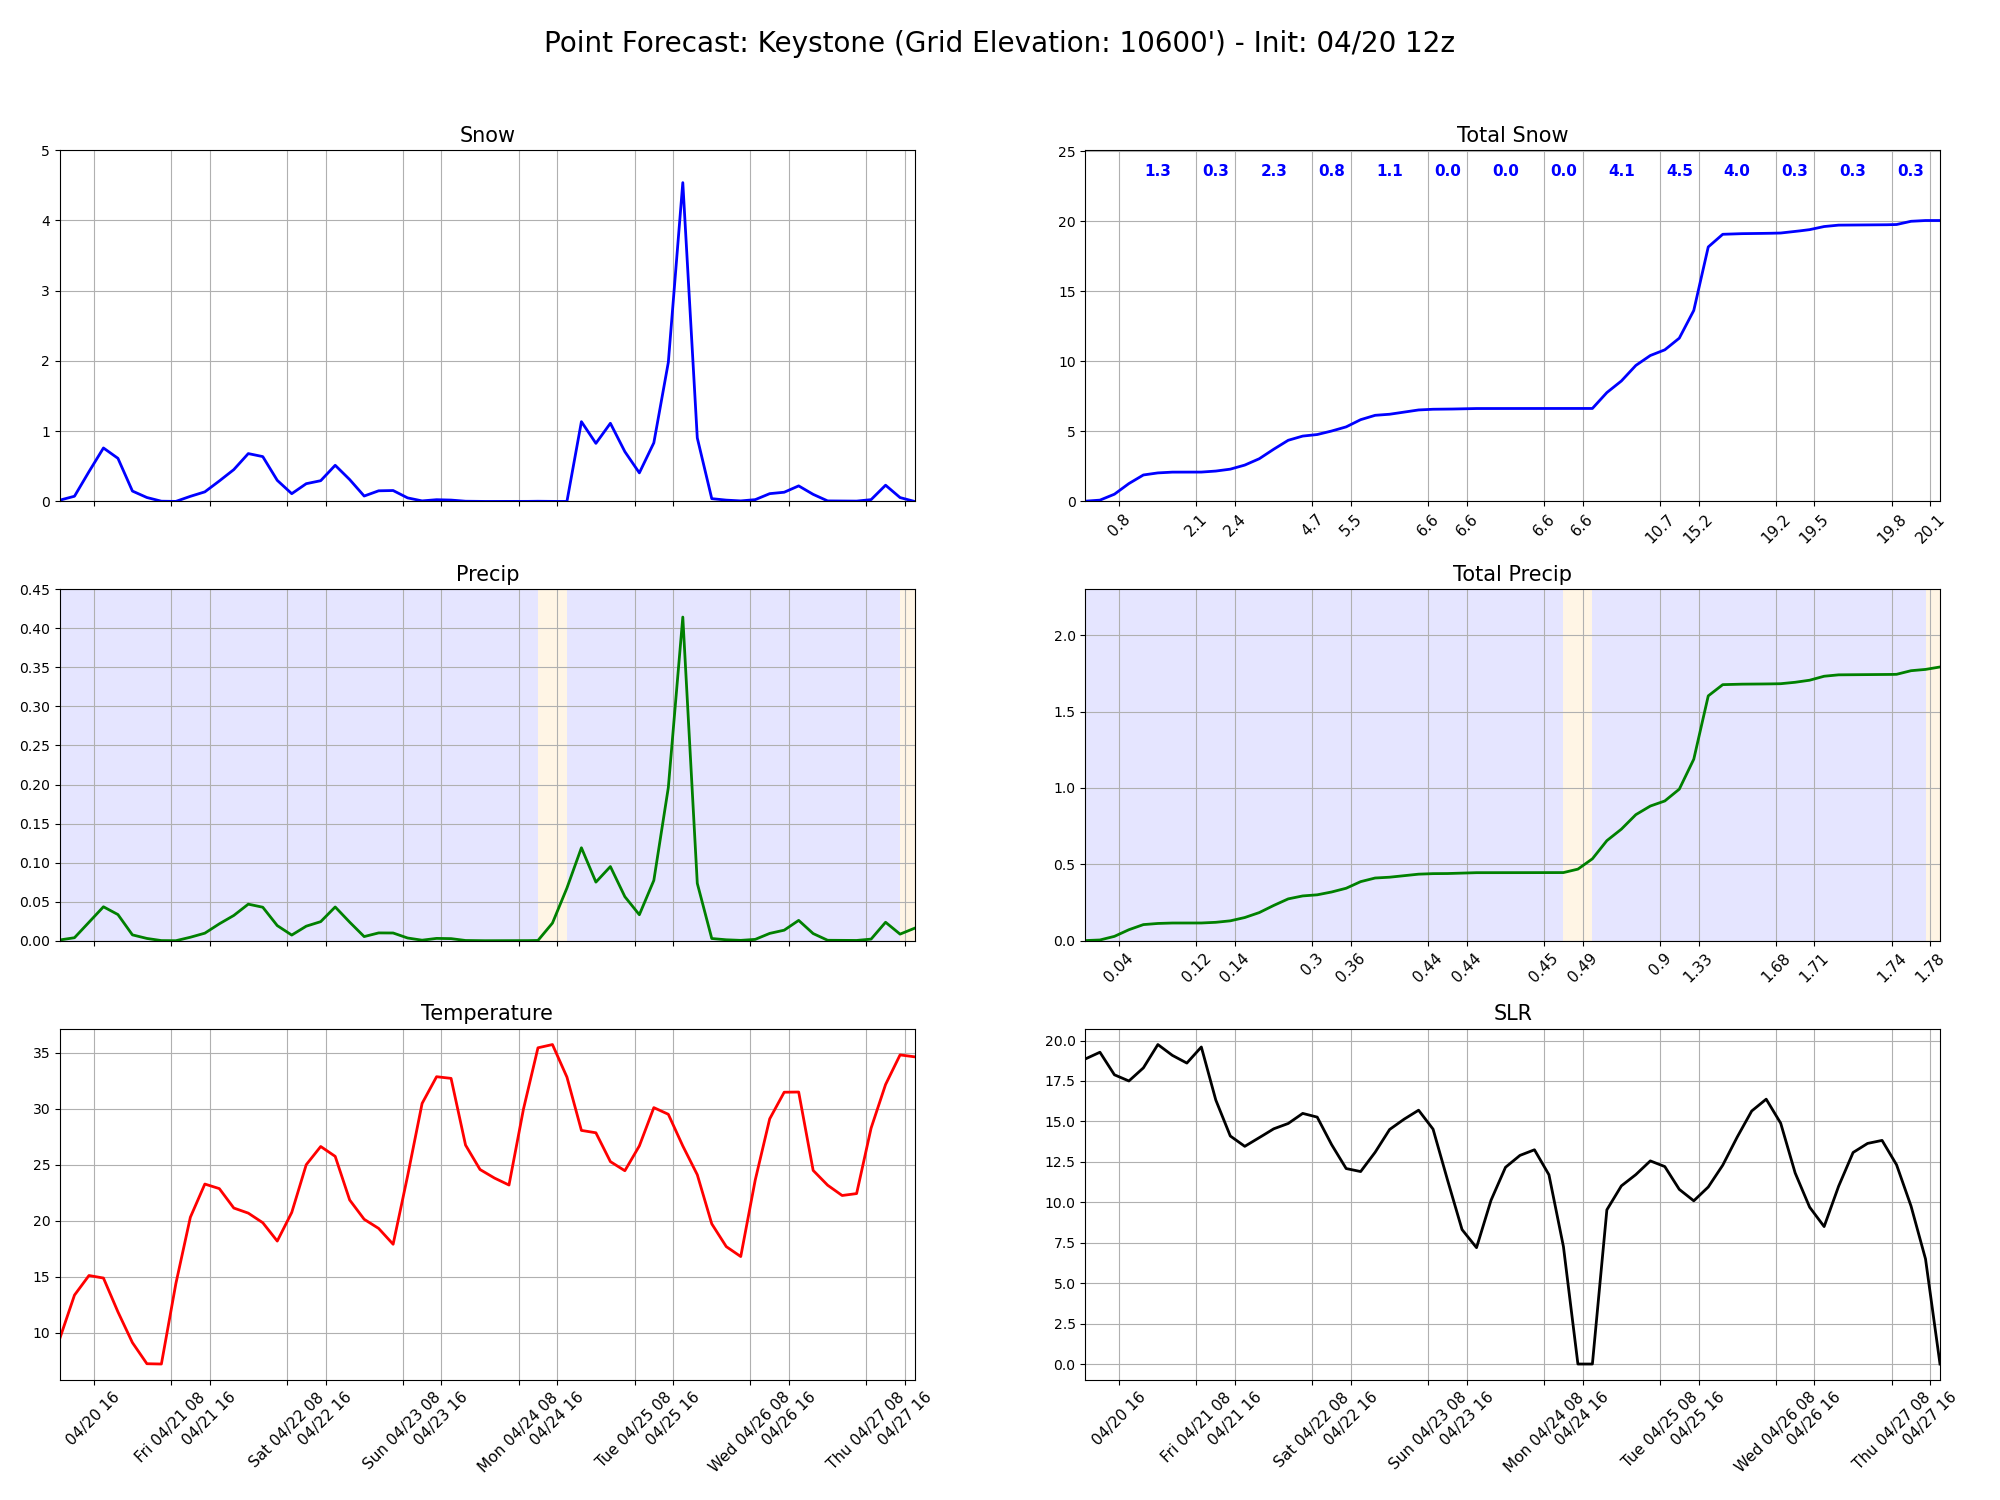 Point Forecast: Keystone (Grid Elevation: 10600') - Init: 04/20 12z
Snow
5
4
3
2
1
0
Total Snow
25
20
15
10
5
0
1.3 0.3 2.3 0.8 1.1 0.0 0.0 0.0 4.1 4.5 4.0 0.3 0.3 0.3
0.8 2.1 2.4 4.7 5.5 6.6 6.6 6.6 6.6 10.7 15.2 19.2 19.5 19.8 20.1
Precip
0.45
0.40
0.35
0.30
0.25
0.20
0.15
0.10
0.05
0.00
Total Precip
2.0
1.5
1.0
0.5
0.0
0.04 0.12 0.14 0.3 0.36 0.44 0.44 0.45 0.49 0.9 1.33 1.68 1.71 1.74 1.78
Temperature
35
30
25
20
15
10
04/20 16
Fri 04/21 08
04/21 16
Sat 04/22 08
04/22 16
Sun 04/23 08
04/23 16
Mon 04/24 08
04/24 16
Tue 04/25 08
04/25 16
Wed 04/26 08
04/26 16
Thu 04/27 08
04/27 16
SLR
20.0
17.5
15.0
12.5
10.0
7.5
5.0
2.5
0.0
04/20 16
Fri 04/21 08
04/21 16
Sat 04/22 08
04/22 16
Sun 04/23 08
04/23 16
Mon 04/24 08
04/24 16
Tue 04/25 08
04/25 16
Wed 04/26 08
04/26 16
Thu 04/27 08
04/27 16